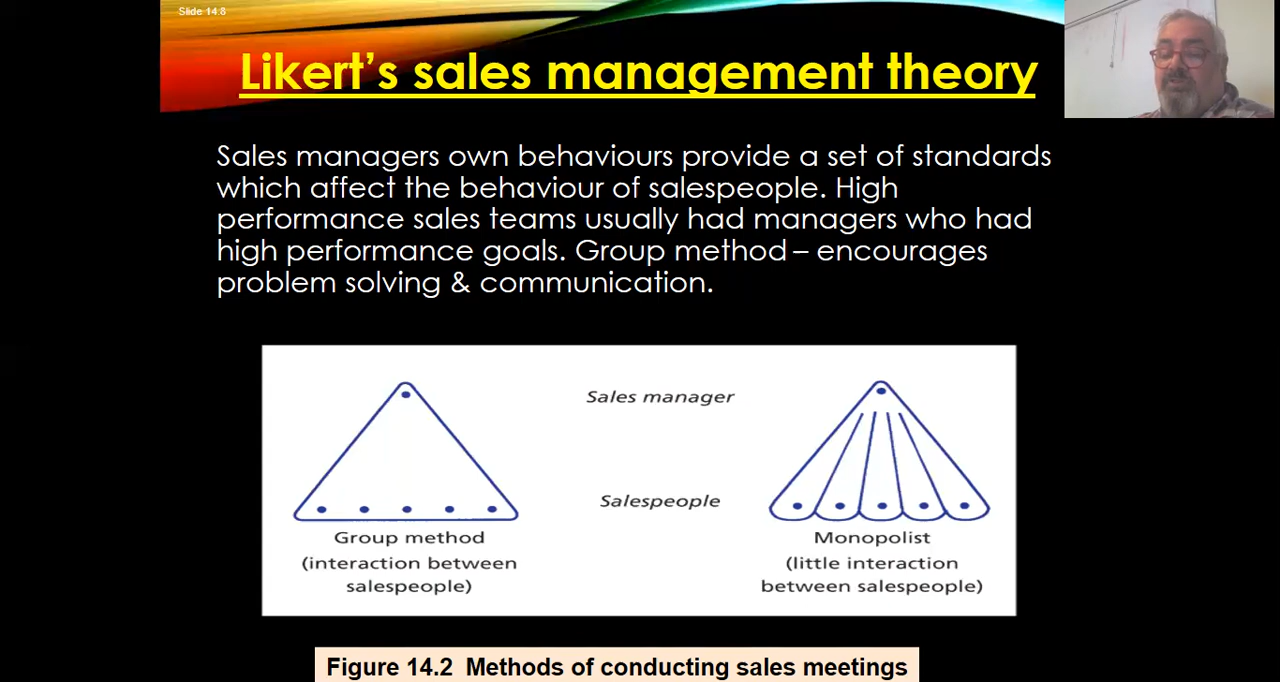 Slide 14.8
Likert's sales management theory
Sales managers own behaviours provide a set of standards
which affect the behaviour of salespeople. High
performance sales teams usually had managers who had
high performance goals. Group method – encourages
problem solving & communication.
Sales manager
Salespeople
Group method
(interaction between
salespeople)
Monopolist
(little interaction
between salespeople)
Figure 14.2 Methods of conducting sales meetings